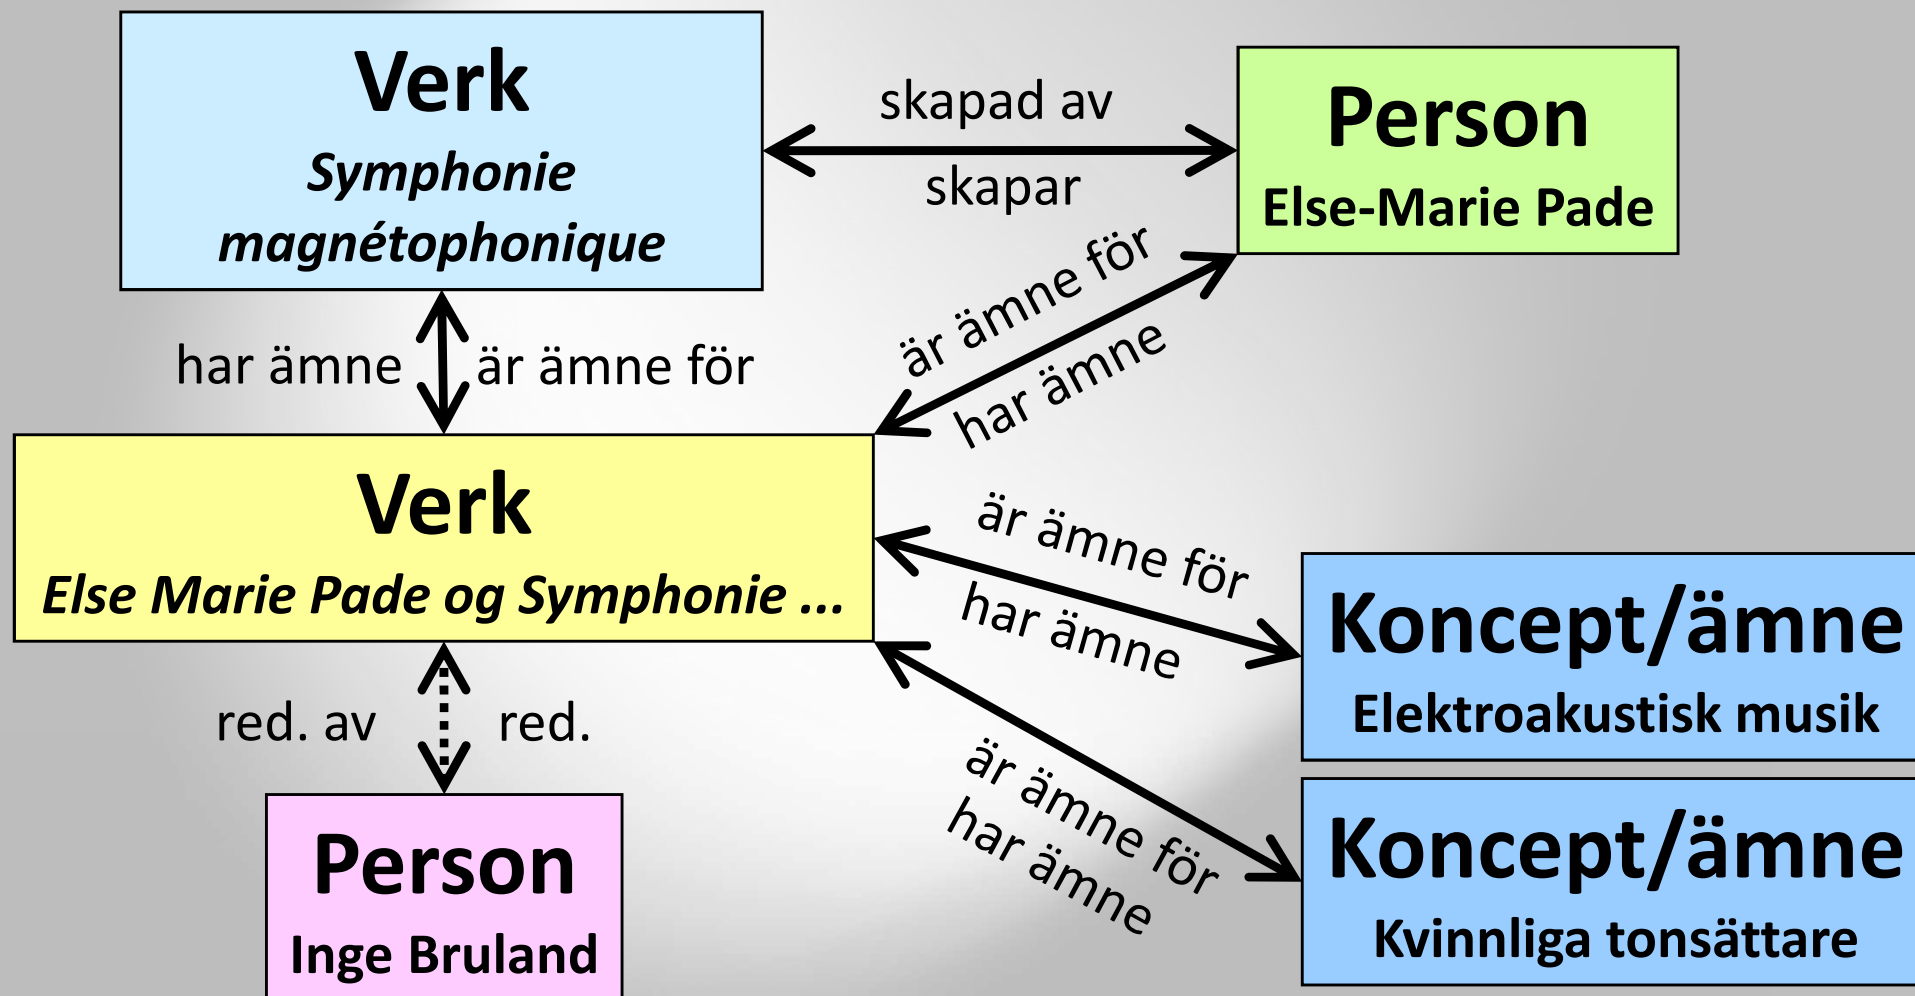 Verk
Symphonie
magnétophonique
skapad av
skapar
Person
Else-Marie Pade
har ämne
är ämne för
är ämne för
har ämne
Verk
Else Marie Pade og Symphonie ...
är ämne för
har ämne
Koncept/ämne
Elektroakustisk musik
red. av
red.
är ämne för
har ämne
Koncept/ämne
Kvinnliga tonsättare
Person
Inge Bruland